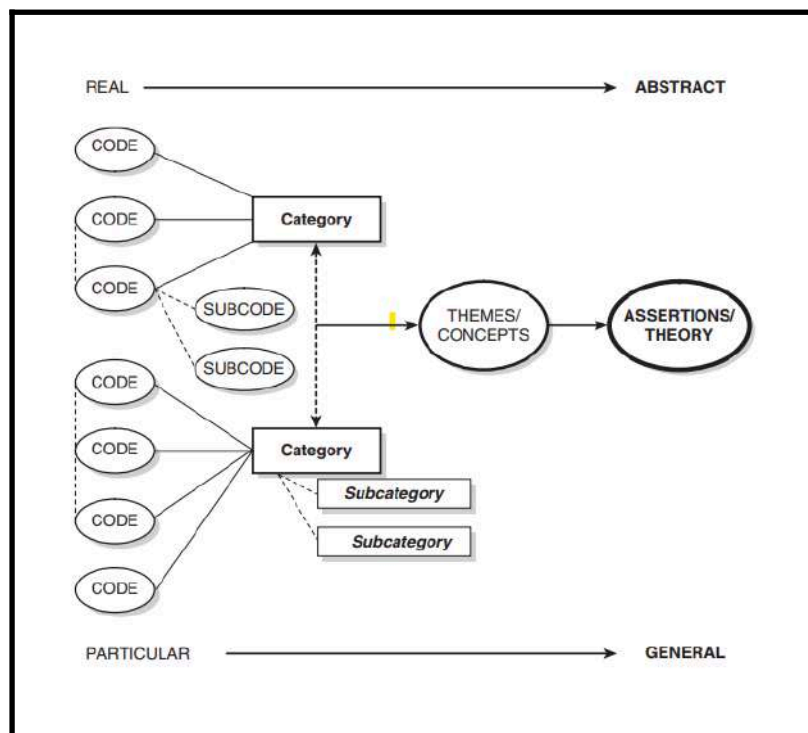 REAL
ABSTRACT
CODE
CODE
Category
CODE
SUBCODE
THEMES/
CONCEPTS
ASSERTIONS/
THEORY
SUBCODE
CODE
CODE
Category
Subcategory
CODE
Subcategory
CODE
PARTICULAR
GENERAL